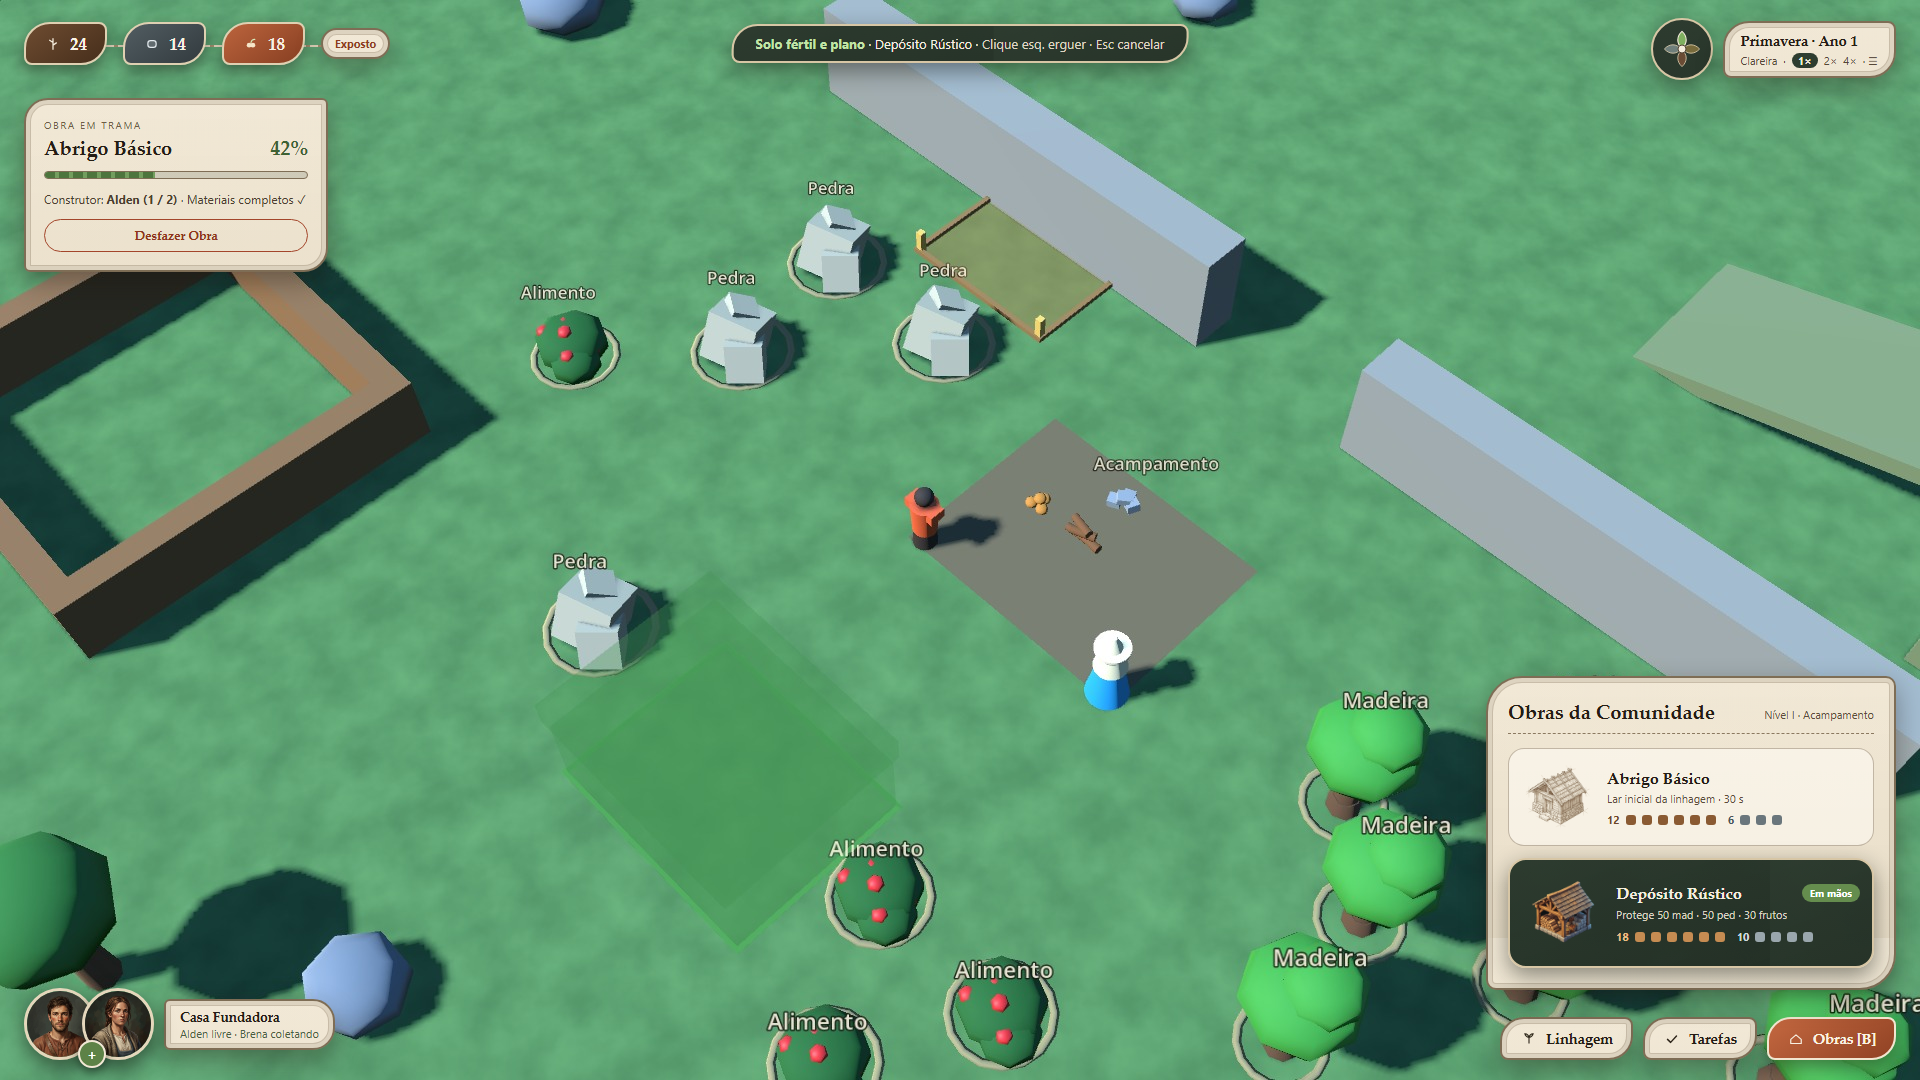 24
14
18
Exposto
Solo fértil e plano · Depósito Rústico · Clique esq. erguer · Esc cancelar
Primavera · Ano 1
Clareira · 1× 2× 4× · ☰
OBRA EM TRAMA
Abrigo Básico 42%
Construtor: Alden (1 / 2) · Materiais completos ✓
Desfazer Obra
Pedra
Pedra
Pedra
Alimento
Acampamento
Pedra
Madeira
Madeira
Alimento
Madeira
Alimento
Alimento
Madeira
Obras da Comunidade
Nível I · Acampamento
Abrigo Básico
Lar inicial da linhagem · 30 s
12 6
Depósito Rústico
Em mãos
Protege 50 mad · 50 ped · 30 frutos
18 10
+
Casa Fundadora
Alden livre · Brena coletando
Linhagem
Tarefas
Obras [B]